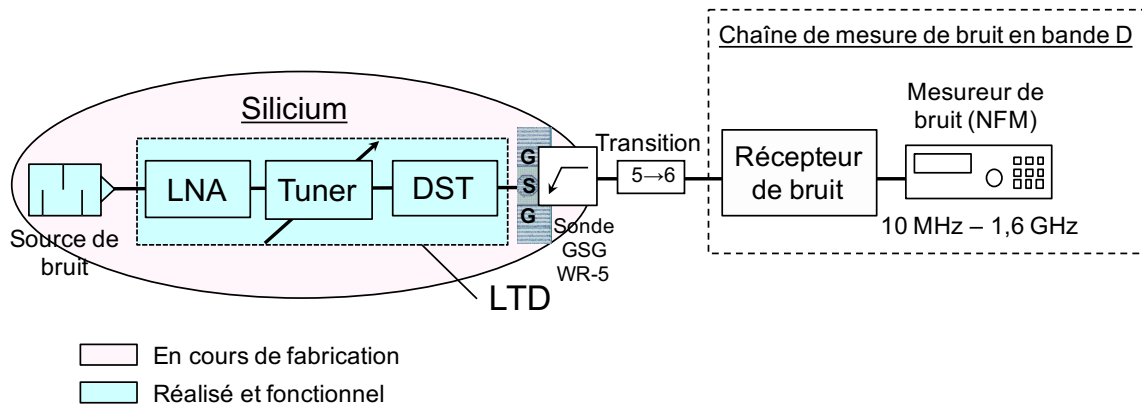 Chaîne de mesure de bruit en bande D
Silicium
Mesureur de
bruit (NFM)
Transition
5→6
Récepteur
de bruit
LNA
Tuner
DST
G
S
G
Source de
bruit
Sonde
GSG
WR-5
10 MHz – 1,6 GHz
LTD
En cours de fabrication
Réalisé et fonctionnel